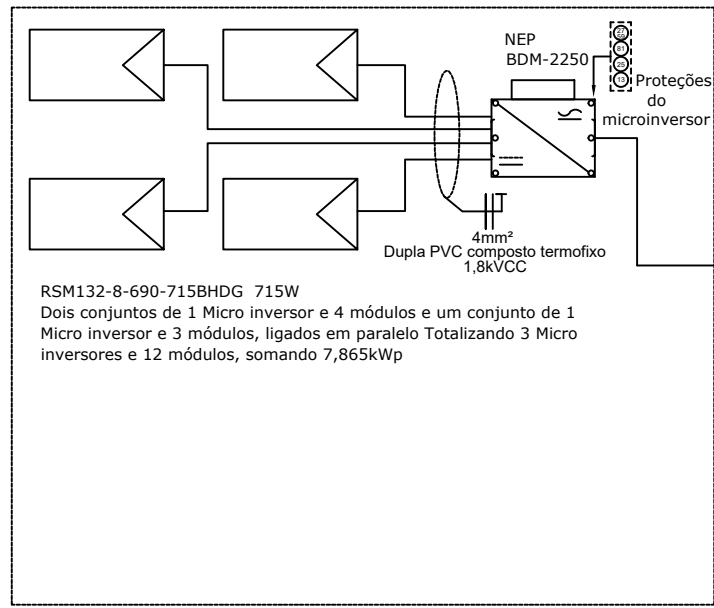 NEP
BDM-2250
27
59
81
25
13
Proteções
do
microinversor
4mm²
Dupla PVC composto termofixo
1,8kVCC
RSM132-8-690-715BHDG 715W
Dois conjuntos de 1 Micro inversor e 4 módulos e um conjunto de 1
Micro inversor e 3 módulos, ligados em paralelo Totalizando 3 Micro
inversores e 12 módulos, somando 7,865kWp